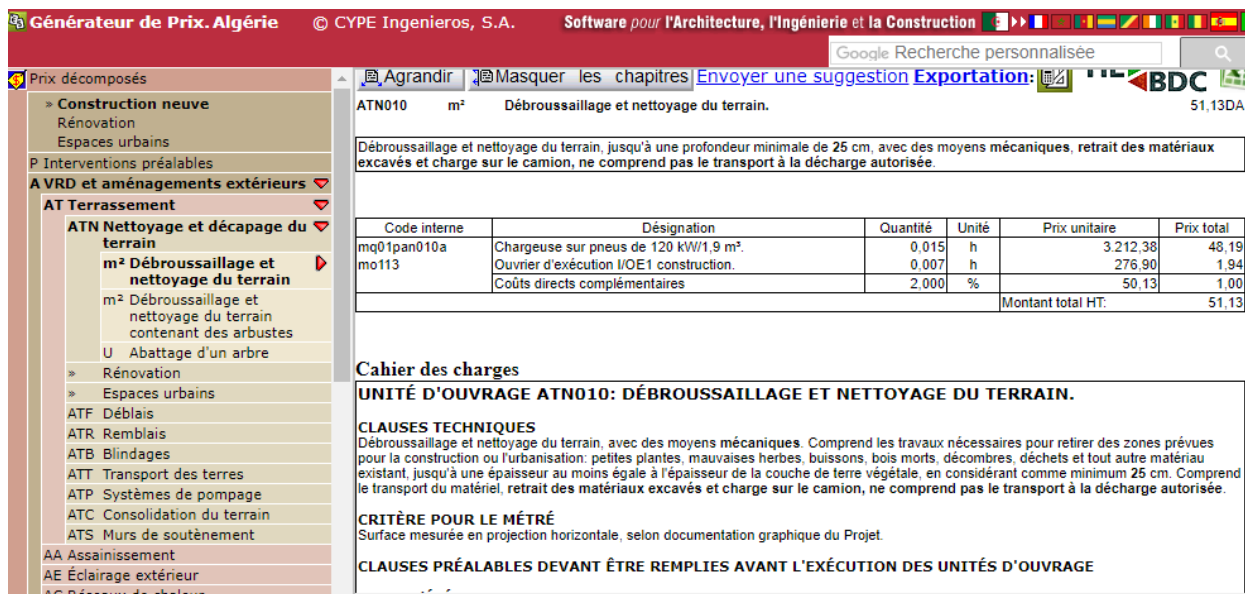 Générateur de Prix. Algérie © CYPE Ingenieros, S.A. Software pour l'Architecture, l'Ingénierie et la Construction
Google Recherche personnalisée
Prix décomposés
» Construction neuve
Rénovation
Espaces urbains
P Interventions préalables
A VRD et aménagements extérieurs
AT Terrassement
ATN Nettoyage et décapage du
terrain
m² Débroussaillage et
nettoyage du terrain
m² Débroussaillage et
nettoyage du terrain
contenant des arbustes
U Abattage d'un arbre
» Rénovation
» Espaces urbains
ATF Déblais
ATR Remblais
ATB Blindages
ATT Transport des terres
ATP Systèmes de pompage
ATC Consolidation du terrain
ATS Murs de soutènement
AA Assainissement
AE Éclairage extérieur
Agrandir Masquer les chapitres Envoyer une suggestion Exportation: BDC
ATN010 m² Débroussaillage et nettoyage du terrain. 51,13DA
Débroussaillage et nettoyage du terrain, jusqu'à une profondeur minimale de 25 cm, avec des moyens mécaniques, retrait des matériaux
excavés et charge sur le camion, ne comprend pas le transport à la décharge autorisée.
Code interne Désignation Quantité Unité Prix unitaire Prix total
mq01pan010a Chargeuse sur pneus de 120 kW/1,9 m³. 0,015 h 3.212,38 48,19
mo113 Ouvrier d'exécution I/OE1 construction. 0,007 h 276,90 1,94
Coûts directs complémentaires 2,000 % 50,13 1,00
Montant total HT: 51,13
Cahier des charges
UNITÉ D'OUVRAGE ATN010: DÉBROUSSAILLAGE ET NETTOYAGE DU TERRAIN.
CLAUSES TECHNIQUES
Débroussaillage et nettoyage du terrain, avec des moyens mécaniques. Comprend les travaux nécessaires pour retirer des zones prévues
pour la construction ou l'urbanisation: petites plantes, mauvaises herbes, buissons, bois morts, décombres, déchets et tout autre matériau
existant, jusqu'à une épaisseur au moins égale à l'épaisseur de la couche de terre végétale, en considérant comme minimum 25 cm. Comprend
le transport du matériel, retrait des matériaux excavés et charge sur le camion, ne comprend pas le transport à la décharge autorisée.
CRITÈRE POUR LE MÉTRÉ
Surface mesurée en projection horizontale, selon documentation graphique du Projet.
CLAUSES PRÉALABLES DEVANT ÊTRE REMPLIES AVANT L'EXÉCUTION DES UNITÉS D'OUVRAGE